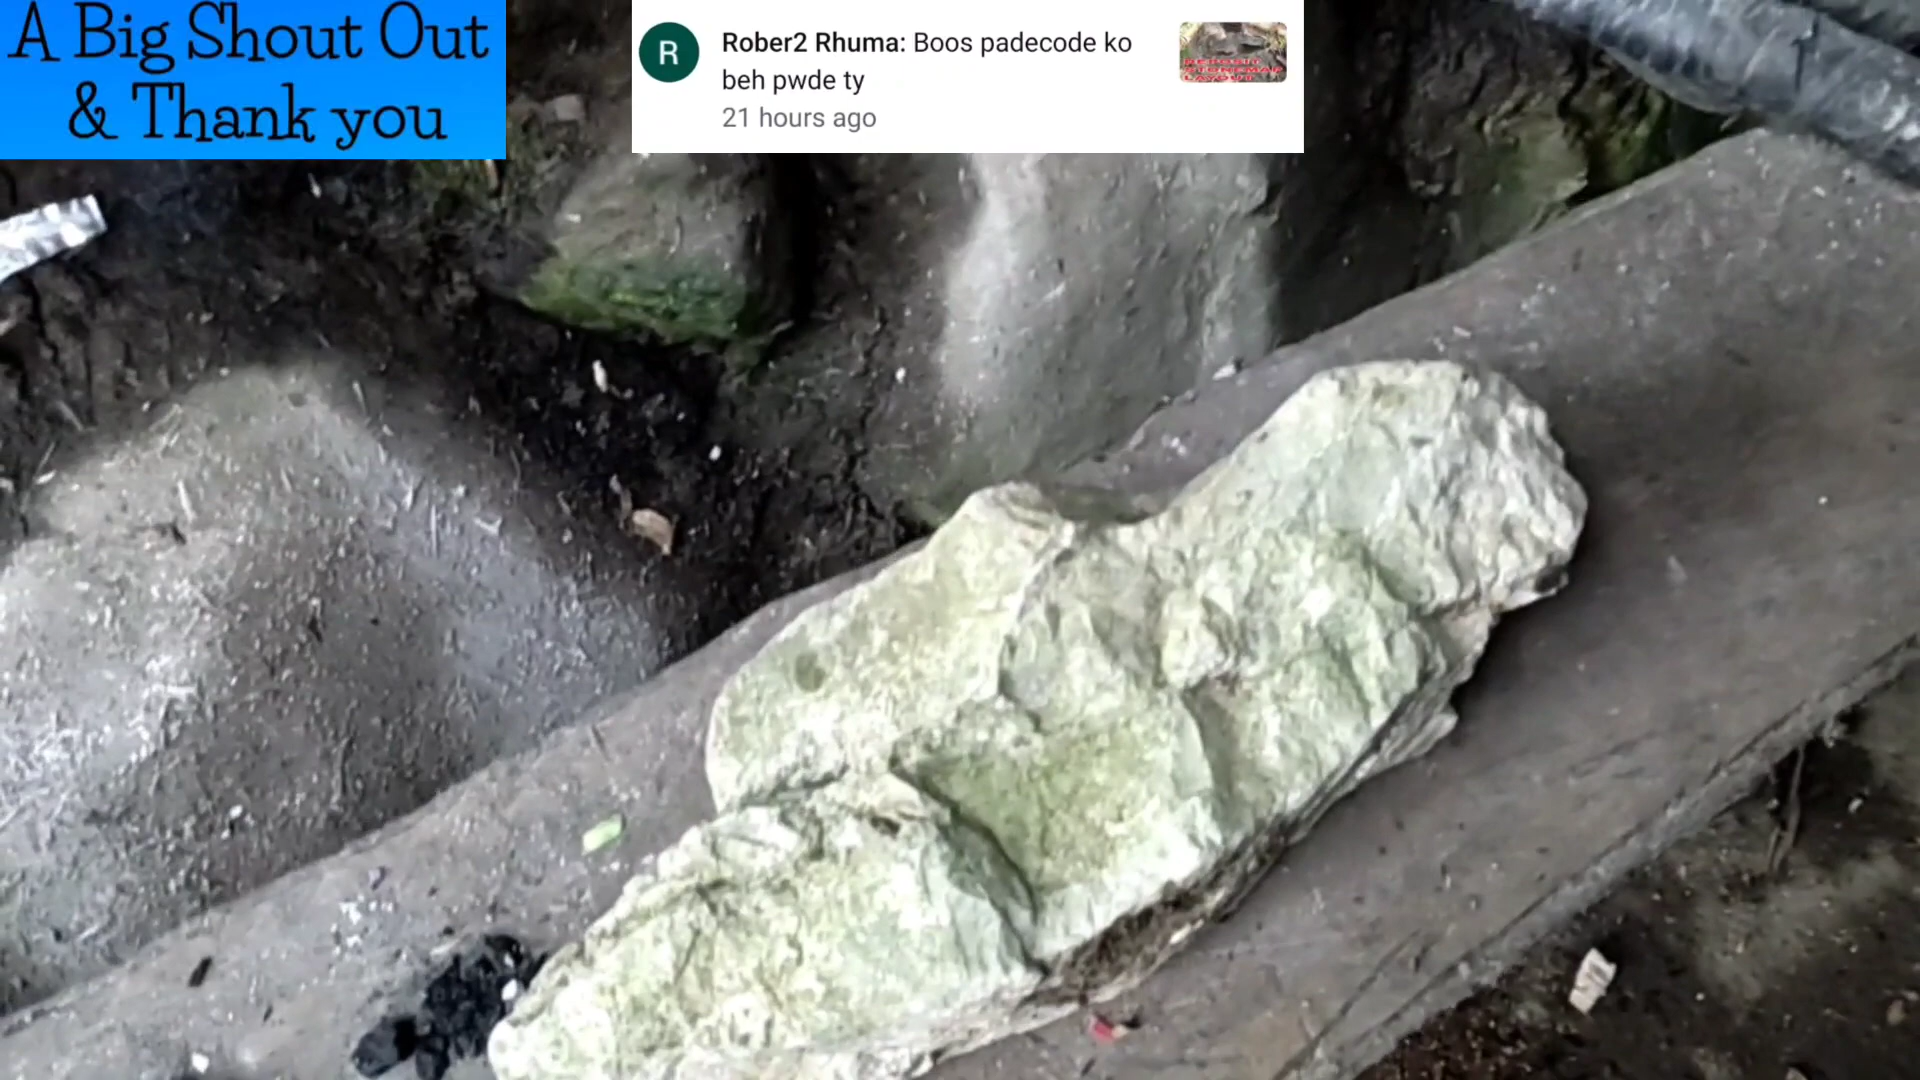 A Big Shout Out
& Thank you
R
Rober2 Rhuma: Boos padecode ko
beh pwde ty
21 hours ago